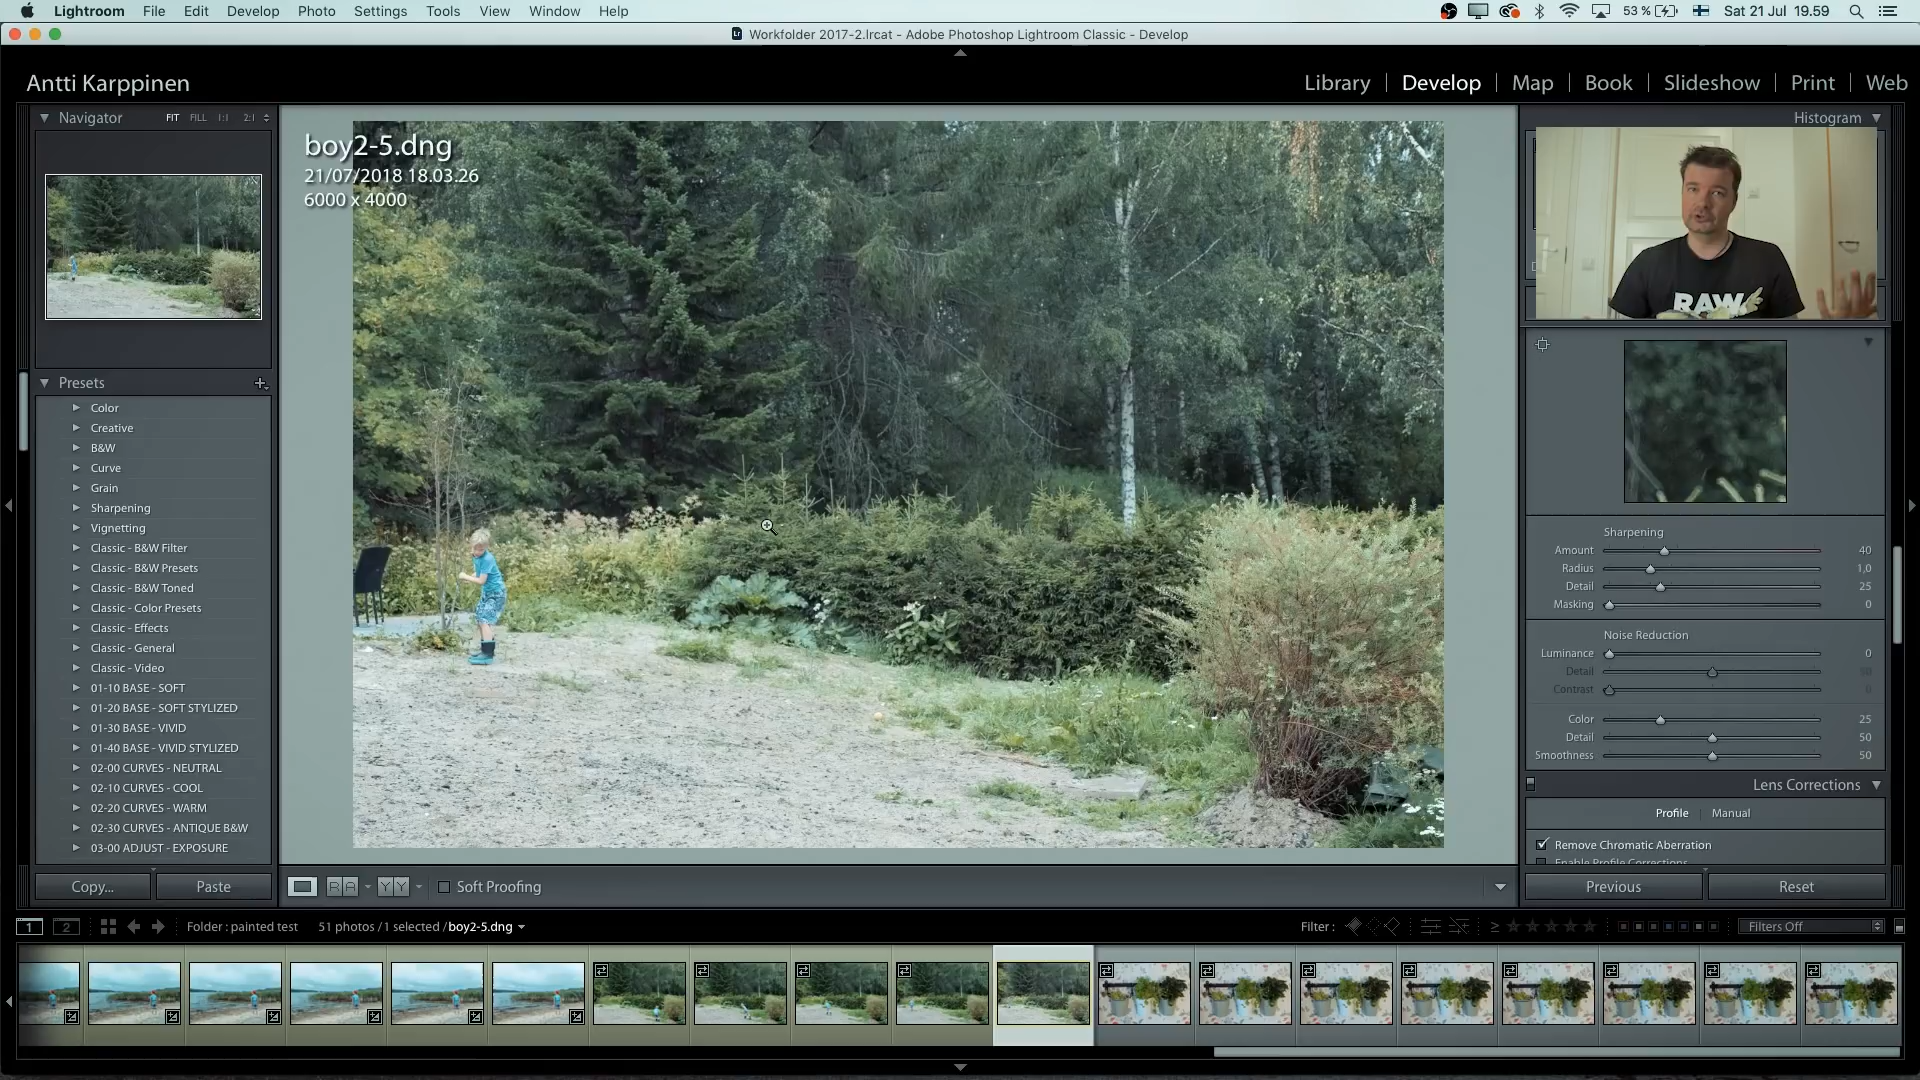 Lightroom File Edit Develop Photo Settings Tools View Window Help 53 % Sat 21 Jul 19.59
Lr Workfolder 2017-2.lrcat - Adobe Photoshop Lightroom Classic - Develop
Antti Karppinen
Library | Develop | Map | Book | Slideshow | Print | Web
Navigator FIT FILL 1:1 2:1
boy2-5.dng
21/07/2018 18.03.26
6000 x 4000
Presets
Color
Creative
B&W
Curve
Grain
Sharpening
Vignetting
Classic - B&W Filter
Classic - B&W Presets
Classic - B&W Toned
Classic - Color Presets
Classic - Effects
Classic - General
Classic - Video
01-10 BASE - SOFT
01-20 BASE - SOFT STYLIZED
01-30 BASE - VIVID
01-40 BASE - VIVID STYLIZED
02-00 CURVES - NEUTRAL
02-10 CURVES - COOL
02-20 CURVES - WARM
02-30 CURVES - ANTIQUE B&W
03-00 ADJUST - EXPOSURE
Copy... Paste
Histogram
RAW
Sharpening
Amount 40
Radius 1,0
Detail 25
Masking 0
Noise Reduction
Luminance 0
Detail
Contrast 0
Color 25
Detail 50
Smoothness 50
Lens Corrections
Profile | Manual
Remove Chromatic Aberration
Enable Profile Corrections
Previous Reset
R A Y Y Soft Proofing
1 2 Folder : painted test 51 photos / 1 selected / boy2-5.dng Filter : ≥ Filters Off